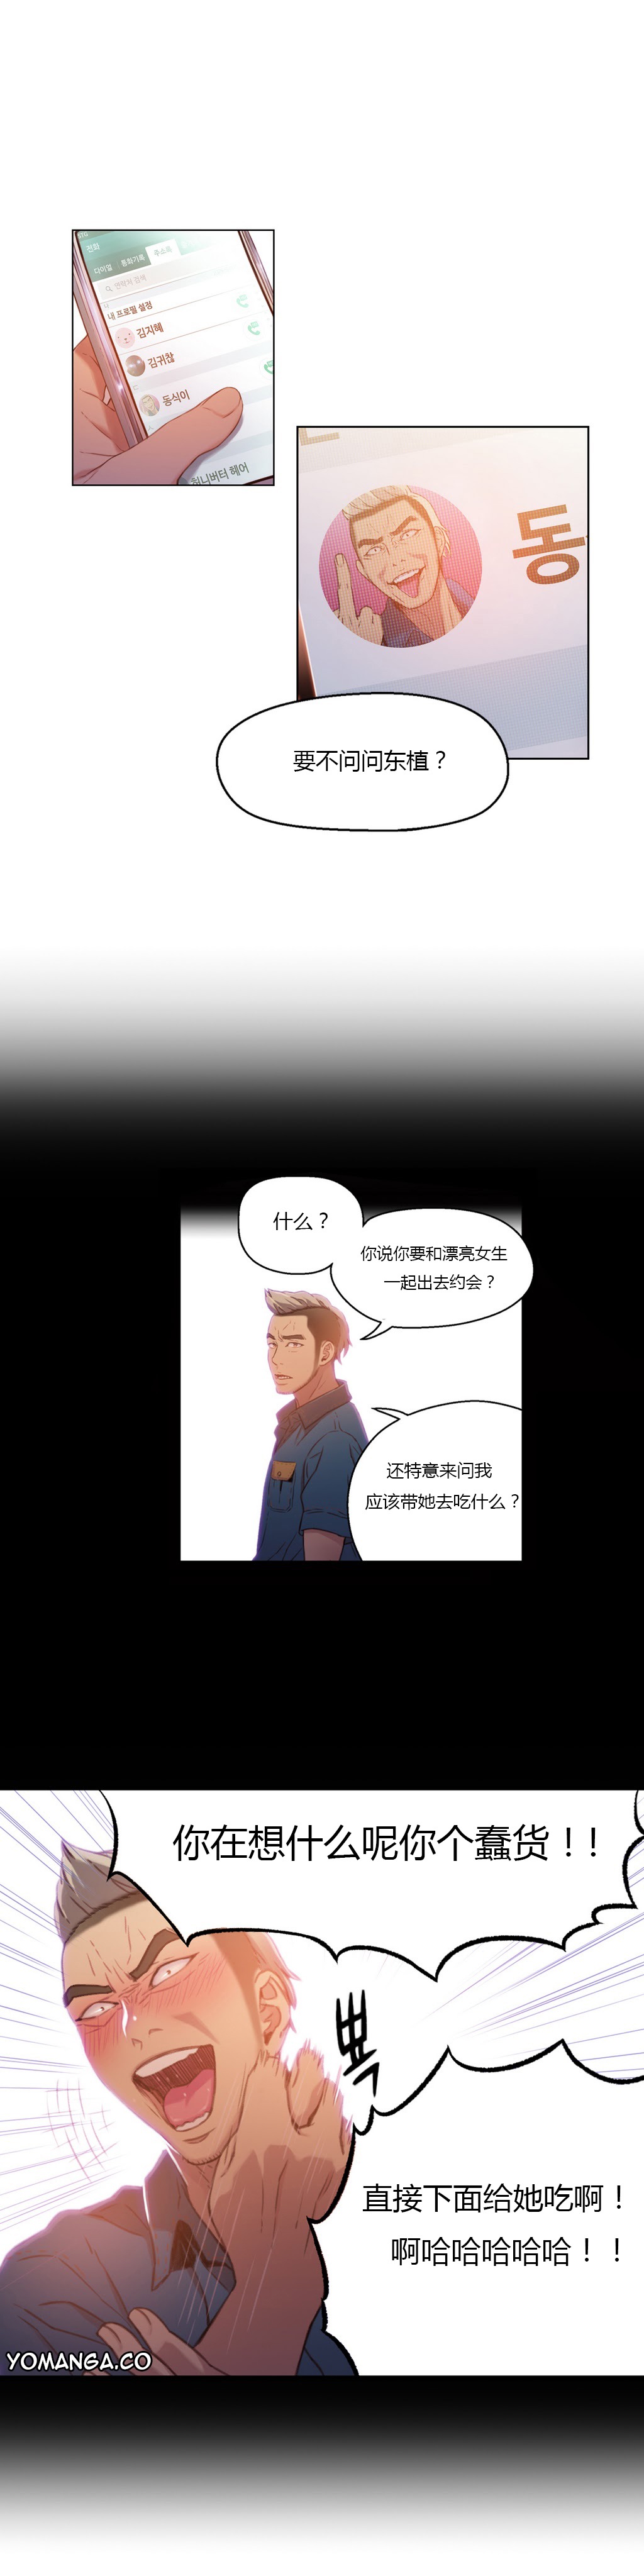 전화
다이얼 통화기록 주소록
연락처 검색
내 프로필 설정
김지혜
김귀찮
동식이
허니버터 헤어
동
要不问问东植？
什么？
你说你要和漂亮女生
一起出去约会？
还特意来问我
应该带她去吃什么？
你在想什么呢你个蠢货！!
直接下面给她吃啊！
啊哈哈哈哈哈！！
YOMANGA.CO